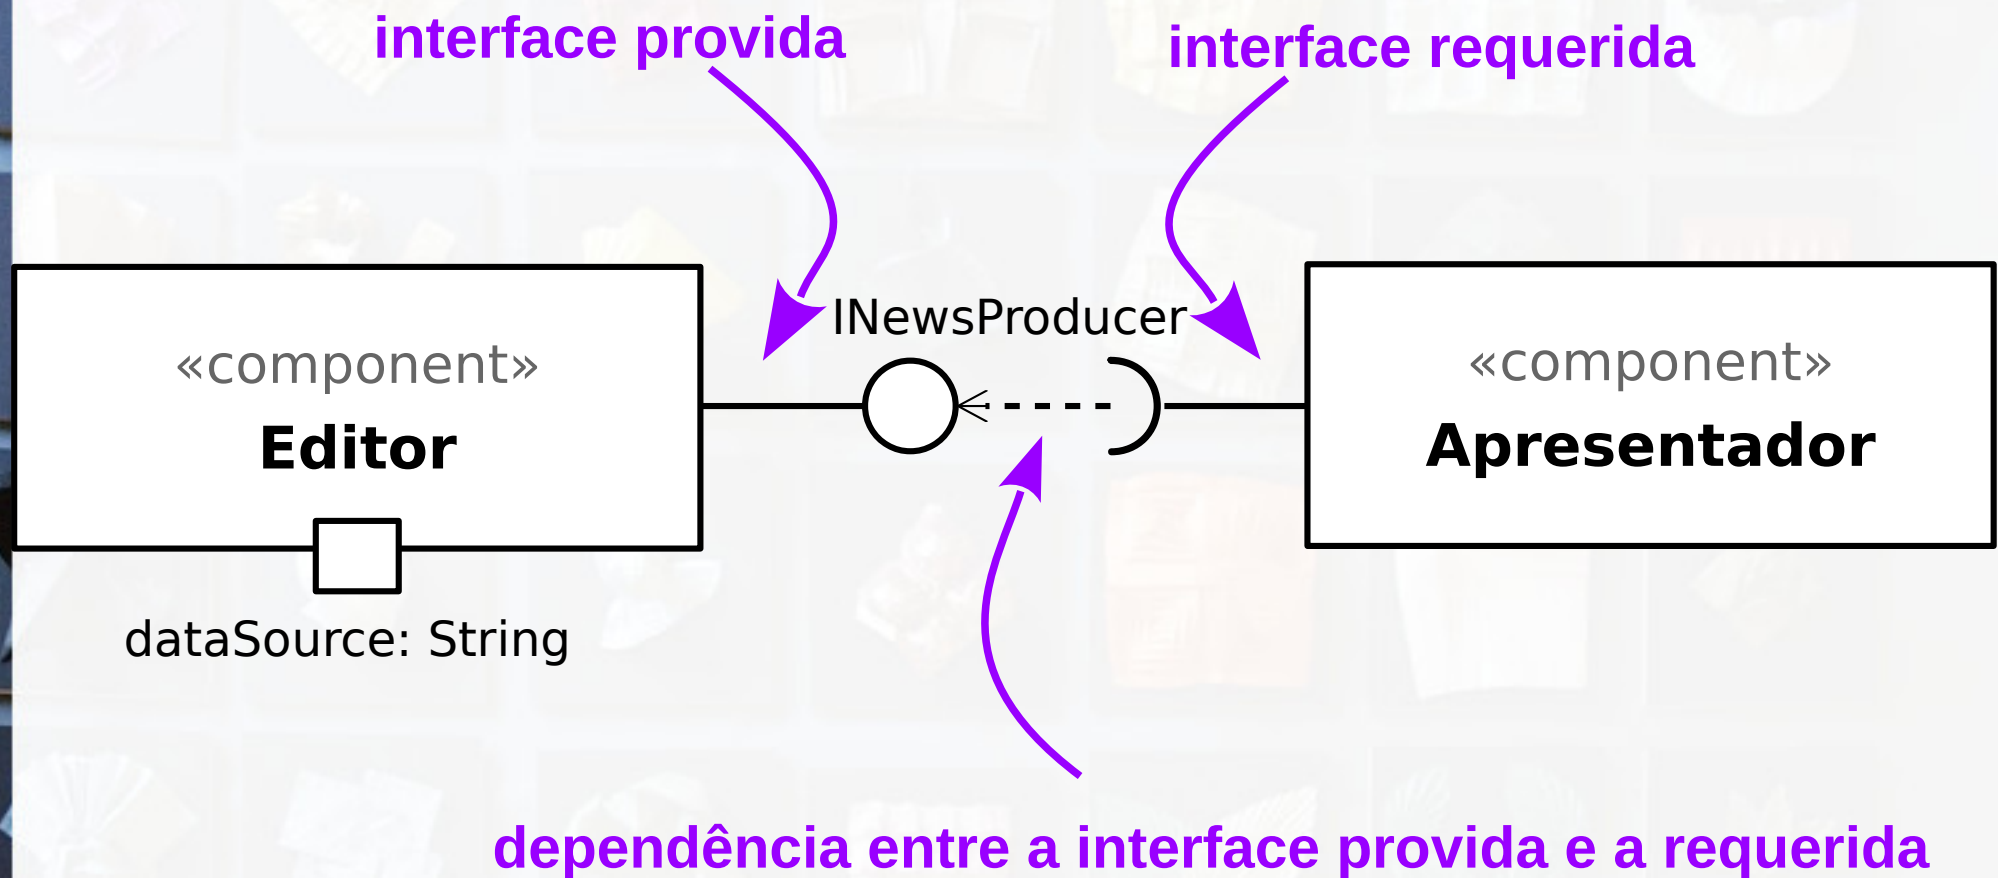 interface provida
interface requerida
INewsProducer
«component»
Editor
«component»
Apresentador
dataSource: String
dependência entre a interface provida e a requerida